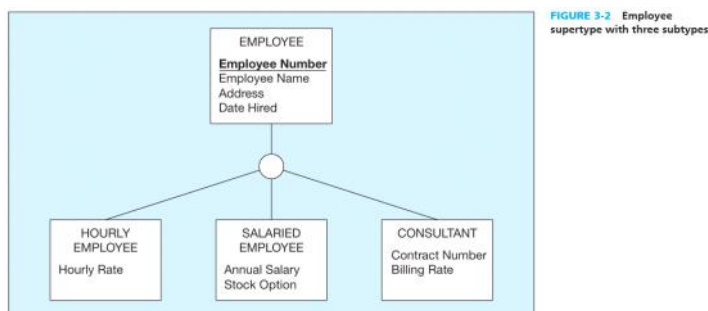 FIGURE 3-2 Employee
supertype with three subtypes
EMPLOYEE
Employee Number
Employee Name
Address
Date Hired
HOURLY
EMPLOYEE
Hourly Rate
SALARIED
EMPLOYEE
Annual Salary
Stock Option
CONSULTANT
Contract Number
Billing Rate